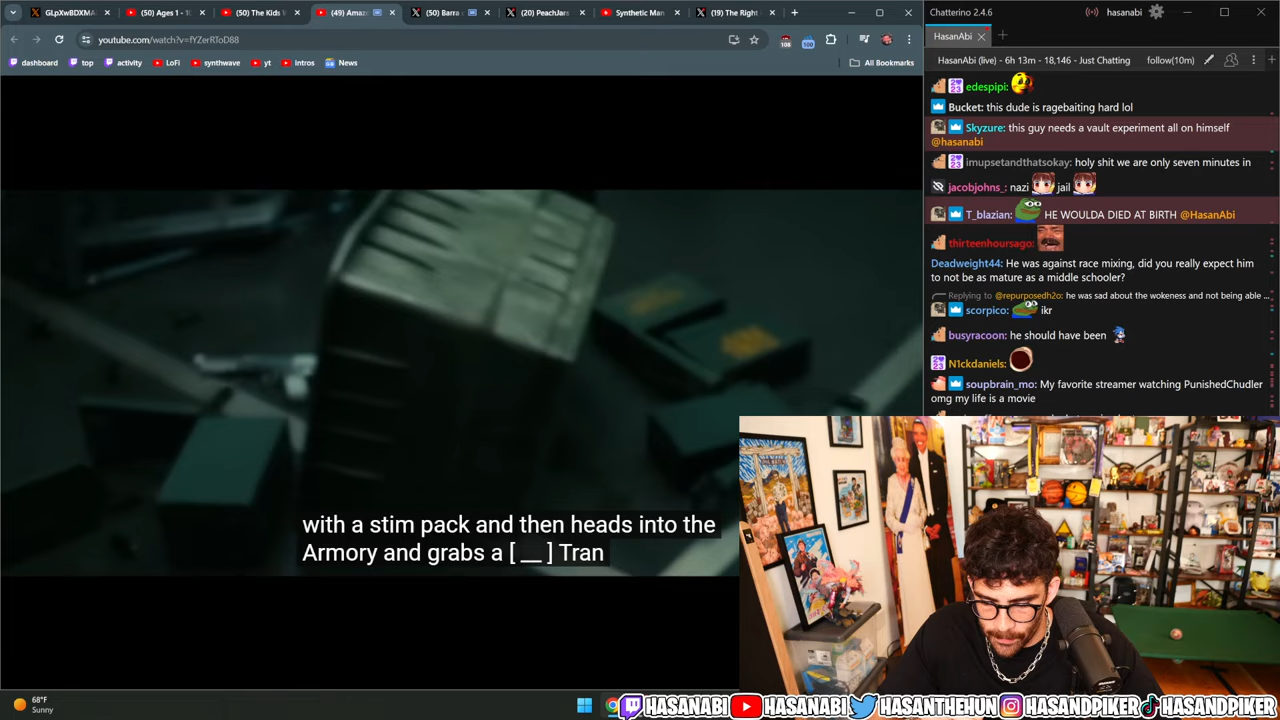 GLpXwBDXMA
(50) Ages 1 - 10
(50) The Kids W
(49) Amaz
(50) Barra
(20) PeachJars
Synthetic Man
(19) The Right
youtube.com/watch?v=fYZerRToD88
108
100
dashboard
top
activity
LoFi
synthwave
yt
intros
News
All Bookmarks
with a stim pack and then heads into the
Armory and grabs a [ __ ] Tran
68°F
Sunny
Chatterino 2.4.6
hasanabi
HasanAbi
HasanAbi (live) - 6h 13m - 18,146 - Just Chatting
follow(10m)
edespipi:
Bucket: this dude is ragebaiting hard lol
Skyzure: this guy needs a vault experiment all on himself
@hasanabi
imupsetandthatsokay: holy shit we are only seven minutes in
jacobjohns_: nazi jail
T_blazian: HE WOULDA DIED AT BIRTH @HasanAbi
thirteenhoursago:
Deadweight44: He was against race mixing, did you really expect him
to not be as mature as a middle schooler?
Replying to @repurposedh2o: he was sad about the wokeness and not being able ...
scorpico: ikr
busyracoon: he should have been
N1ckdaniels:
soupbrain_mo: My favorite streamer watching PunishedChudler
omg my life is a movie
HASANABI
HASANABI
HASANTHEHUN
HASANDPIKER
HASANDPIKER